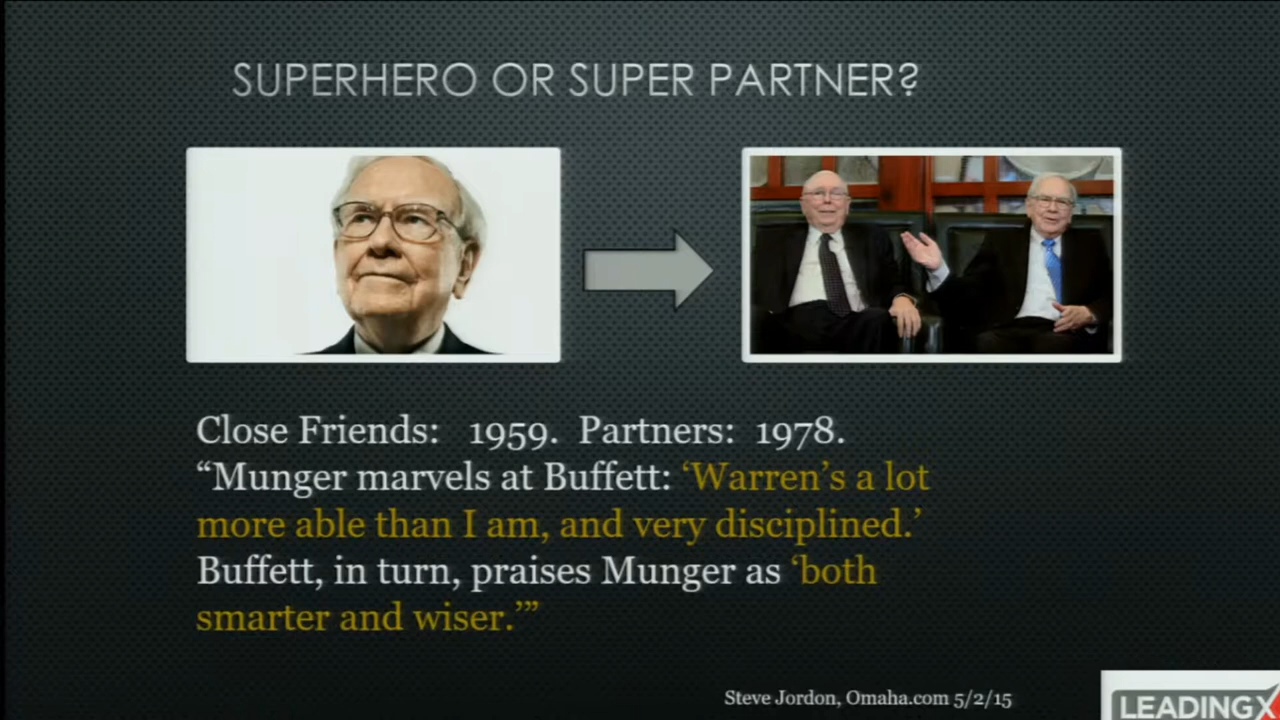 SUPERHERO OR SUPER PARTNER?
Close Friends: 1959. Partners: 1978.
“Munger marvels at Buffett: ‘Warren’s a lot
more able than I am, and very disciplined.’
Buffett, in turn, praises Munger as ‘both
smarter and wiser.’”
Steve Jordan, Omaha.com 5/2/15
LEADINGX